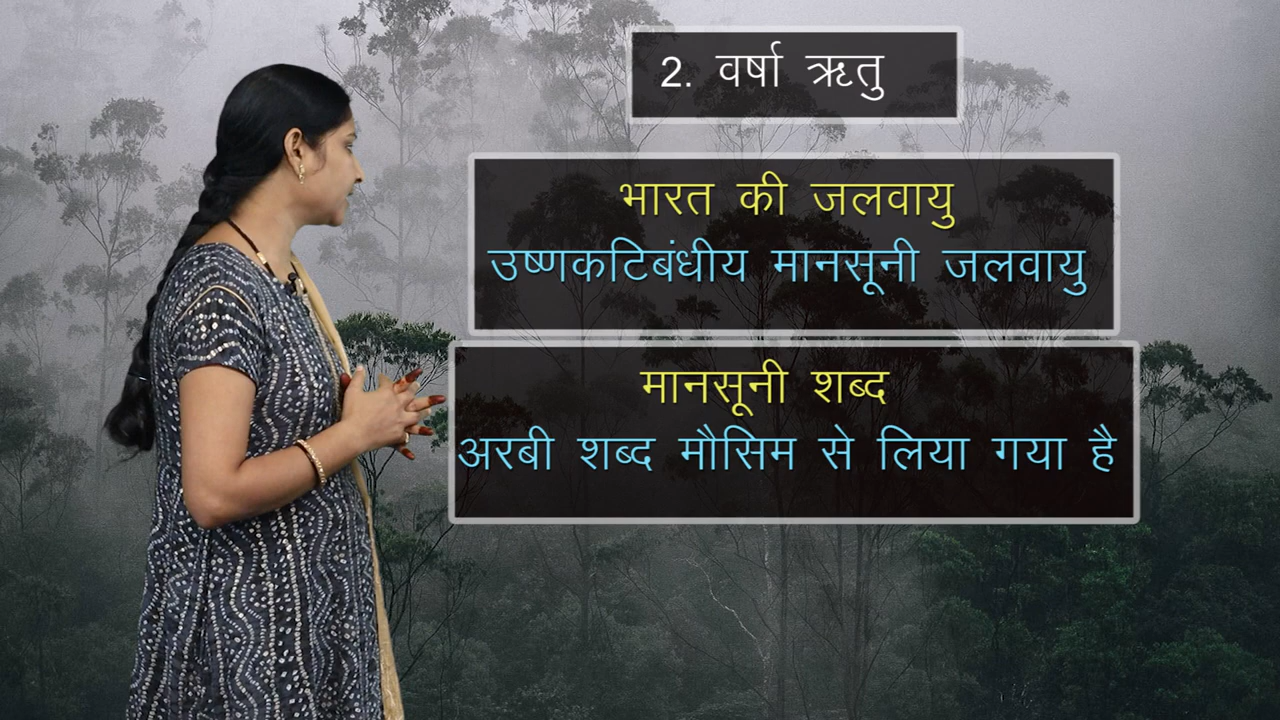 2. वर्षा ऋतु
भारत की जलवायु
उष्णकटिबंधीय मानसूनी जलवायु
मानसूनी शब्द
अरबी शब्द मौसिम से लिया गया है